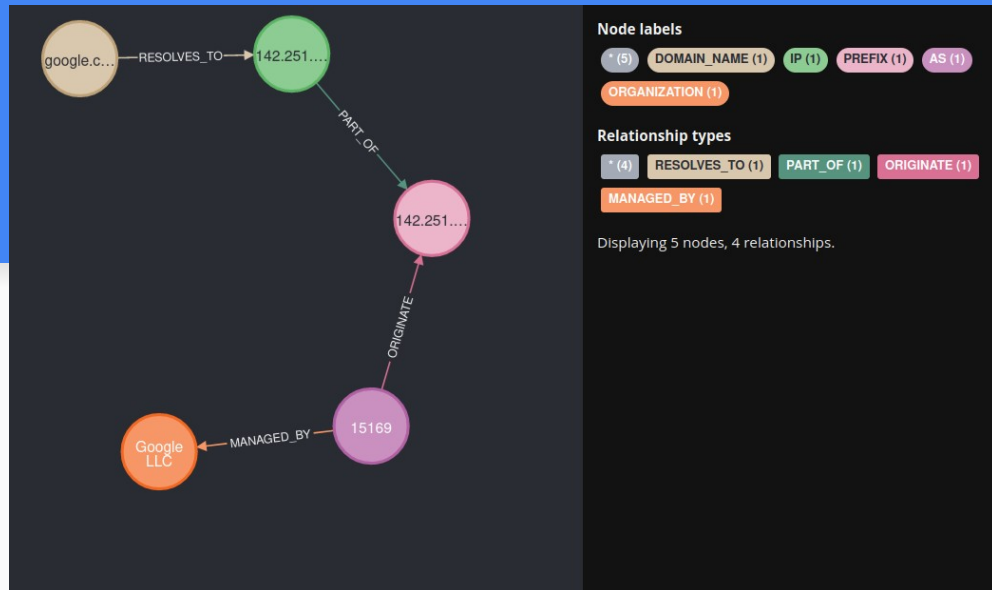 google.c...
RESOLVES_TO
142.251....
PART_OF
142.251....
ORIGINATE
15169
MANAGED_BY
Google
LLC
Node labels
* (5) DOMAIN_NAME (1) IP (1) PREFIX (1) AS (1)
ORGANIZATION (1)
Relationship types
* (4) RESOLVES_TO (1) PART_OF (1) ORIGINATE (1)
MANAGED_BY (1)
Displaying 5 nodes, 4 relationships.